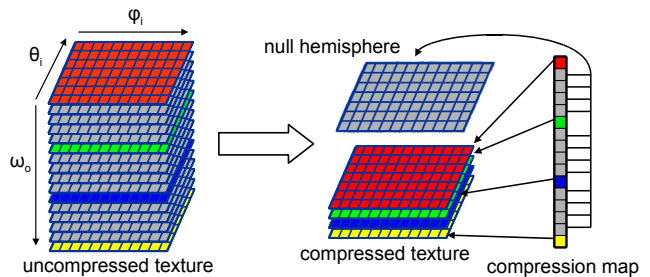 φi
θi
ωo
uncompressed texture
null hemisphere
compressed texture
compression map